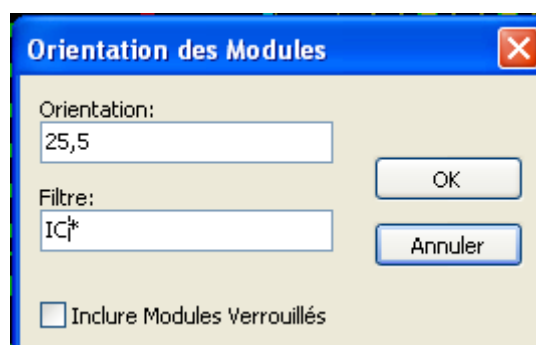 Orientation des Modules
Orientation:
25,5
OK
Filtre:
IC*
Annuler
Inclure Modules Verrouillés